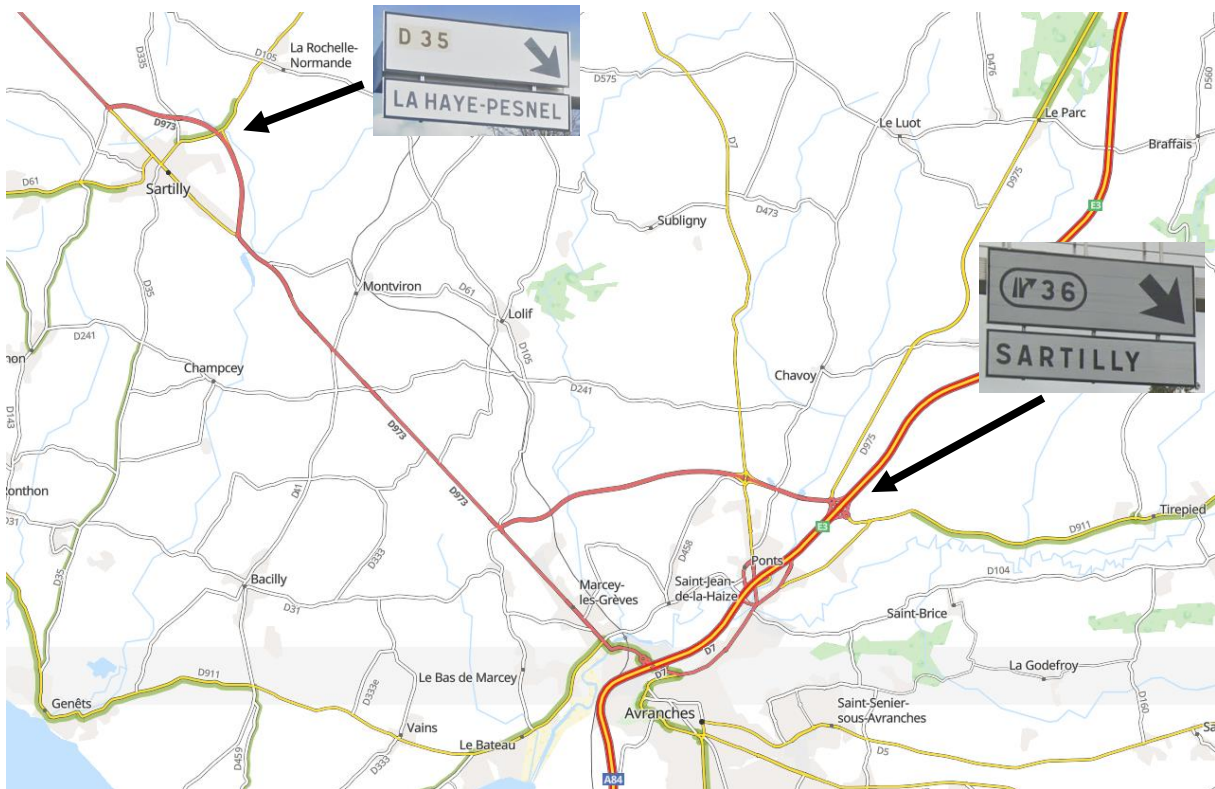 D 35
LA HAYE-PESNEL
La Rochelle-
Normande
D335
D105
D575
D476
D560
D973
D7
Le Luot
Le Parc
Braffais
D61
Sartilly
D975
D473
Subligny
E3
36
SARTILLY
D35
Montviron
D61
Lolif
D105
D241
Champcey
D241
Chavoy
D143
D973
D975
D973
D61
D31
D333
D458
E3
D911
Tirepied
Ponts
D104
D35
Bacilly
D31
Marcey-
les-Grèves
Saint-Jean-
de-la-Haize
Saint-Brice
D7
D7
La Godefroy
D911
D333e
Le Bas de Marcey
Genêts
Vains
Le Bateau
Avranches
Saint-Senier-
sous-Avranches
D160
D5
D459
D333
A84